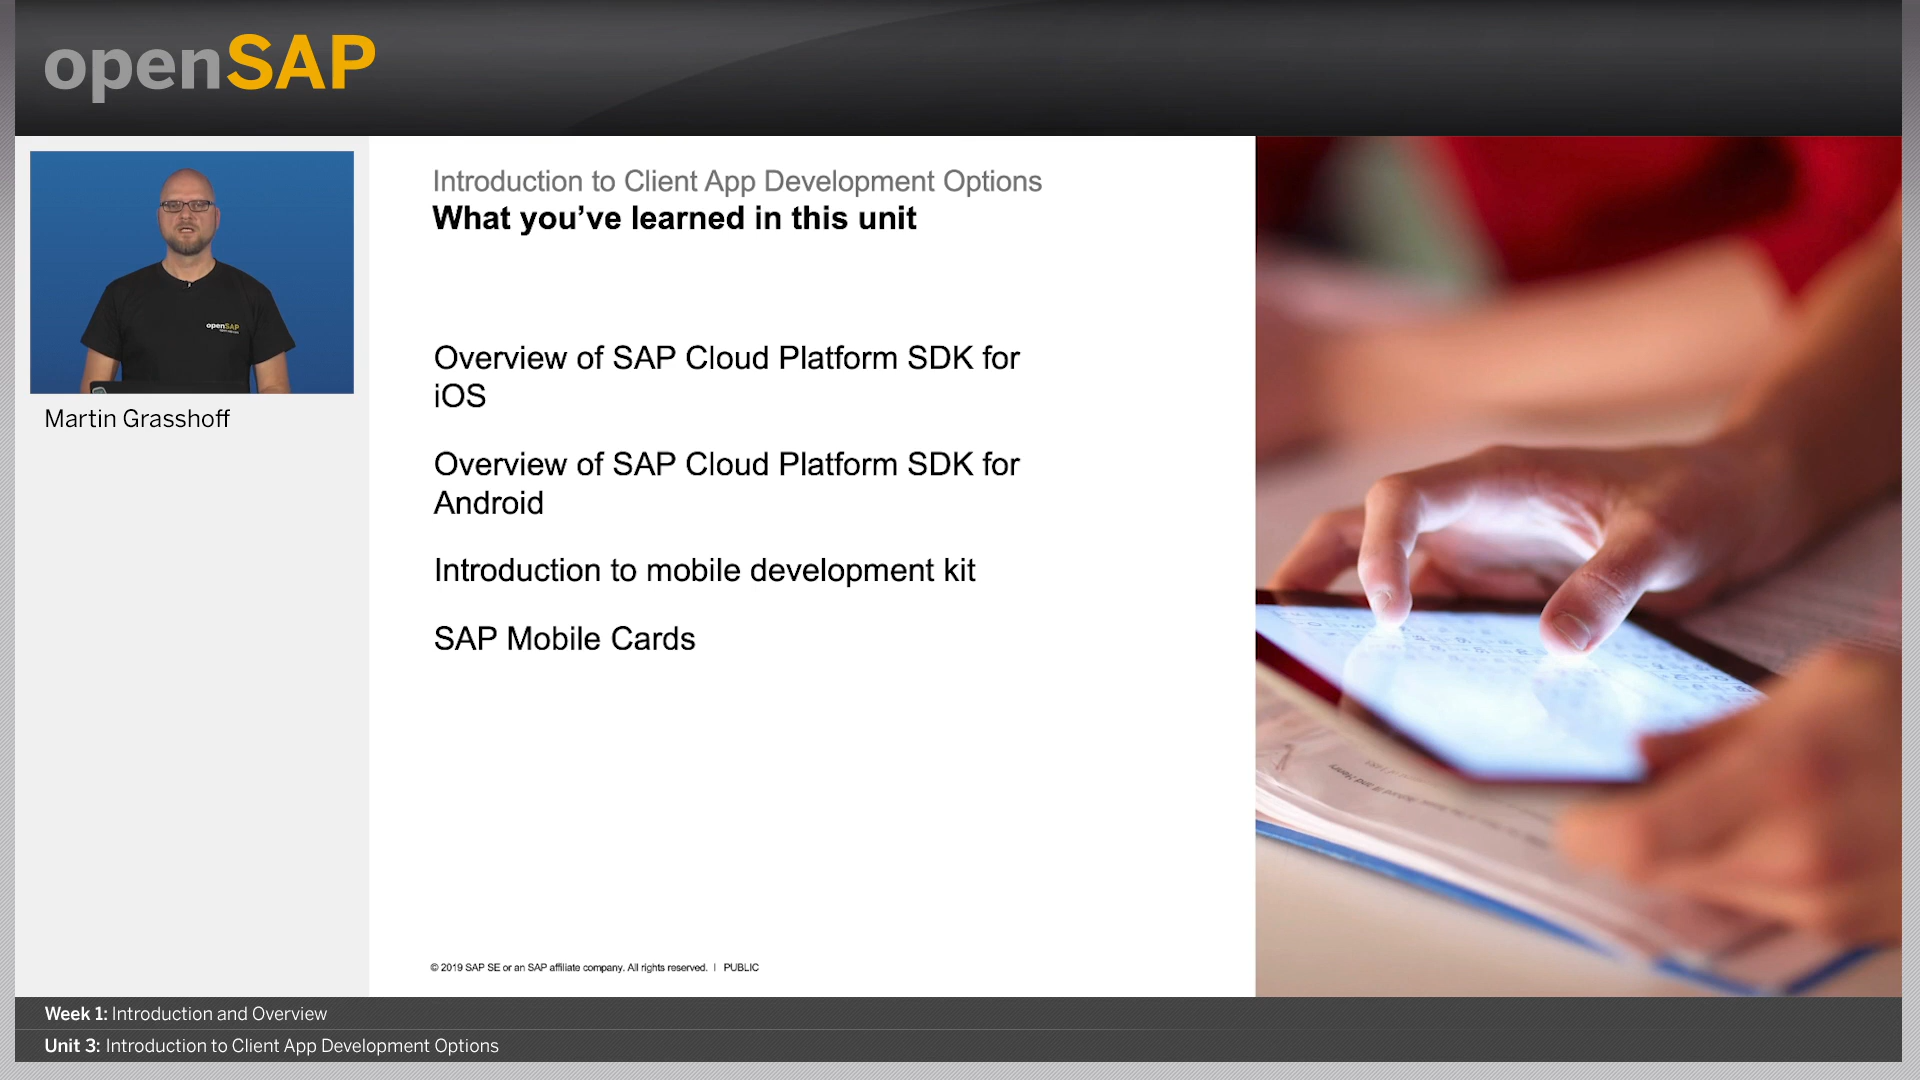 openSAP
openSAP
Martin Grasshoff
Introduction to Client App Development Options
What you’ve learned in this unit
Overview of SAP Cloud Platform SDK for
iOS
Overview of SAP Cloud Platform SDK for
Android
Introduction to mobile development kit
SAP Mobile Cards
© 2019 SAP SE or an SAP affiliate company. All rights reserved. | PUBLIC
Week 1: Introduction and Overview
Unit 3: Introduction to Client App Development Options